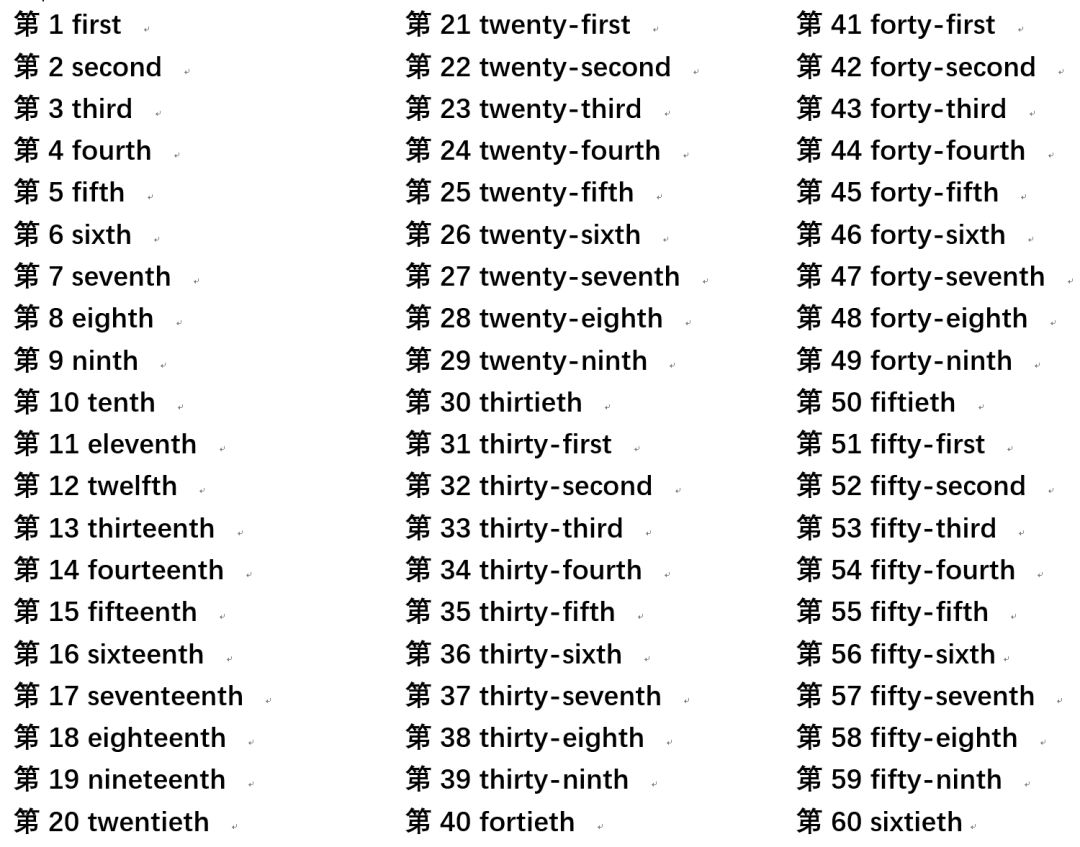 第 1 first
第 2 second
第 3 third
第 4 fourth
第 5 fifth
第 6 sixth
第 7 seventh
第 8 eighth
第 9 ninth
第 10 tenth
第 11 eleventh
第 12 twelfth
第 13 thirteenth
第 14 fourteenth
第 15 fifteenth
第 16 sixteenth
第 17 seventeenth
第 18 eighteenth
第 19 nineteenth
第 20 twentieth
第 21 twenty-first
第 22 twenty-second
第 23 twenty-third
第 24 twenty-fourth
第 25 twenty-fifth
第 26 twenty-sixth
第 27 twenty-seventh
第 28 twenty-eighth
第 29 twenty-ninth
第 30 thirtieth
第 31 thirty-first
第 32 thirty-second
第 33 thirty-third
第 34 thirty-fourth
第 35 thirty-fifth
第 36 thirty-sixth
第 37 thirty-seventh
第 38 thirty-eighth
第 39 thirty-ninth
第 40 fortieth
第 41 forty-first
第 42 forty-second
第 43 forty-third
第 44 forty-fourth
第 45 forty-fifth
第 46 forty-sixth
第 47 forty-seventh
第 48 forty-eighth
第 49 forty-ninth
第 50 fiftieth
第 51 fifty-first
第 52 fifty-second
第 53 fifty-third
第 54 fifty-fourth
第 55 fifty-fifth
第 56 fifty-sixth
第 57 fifty-seventh
第 58 fifty-eighth
第 59 fifty-ninth
第 60 sixtieth